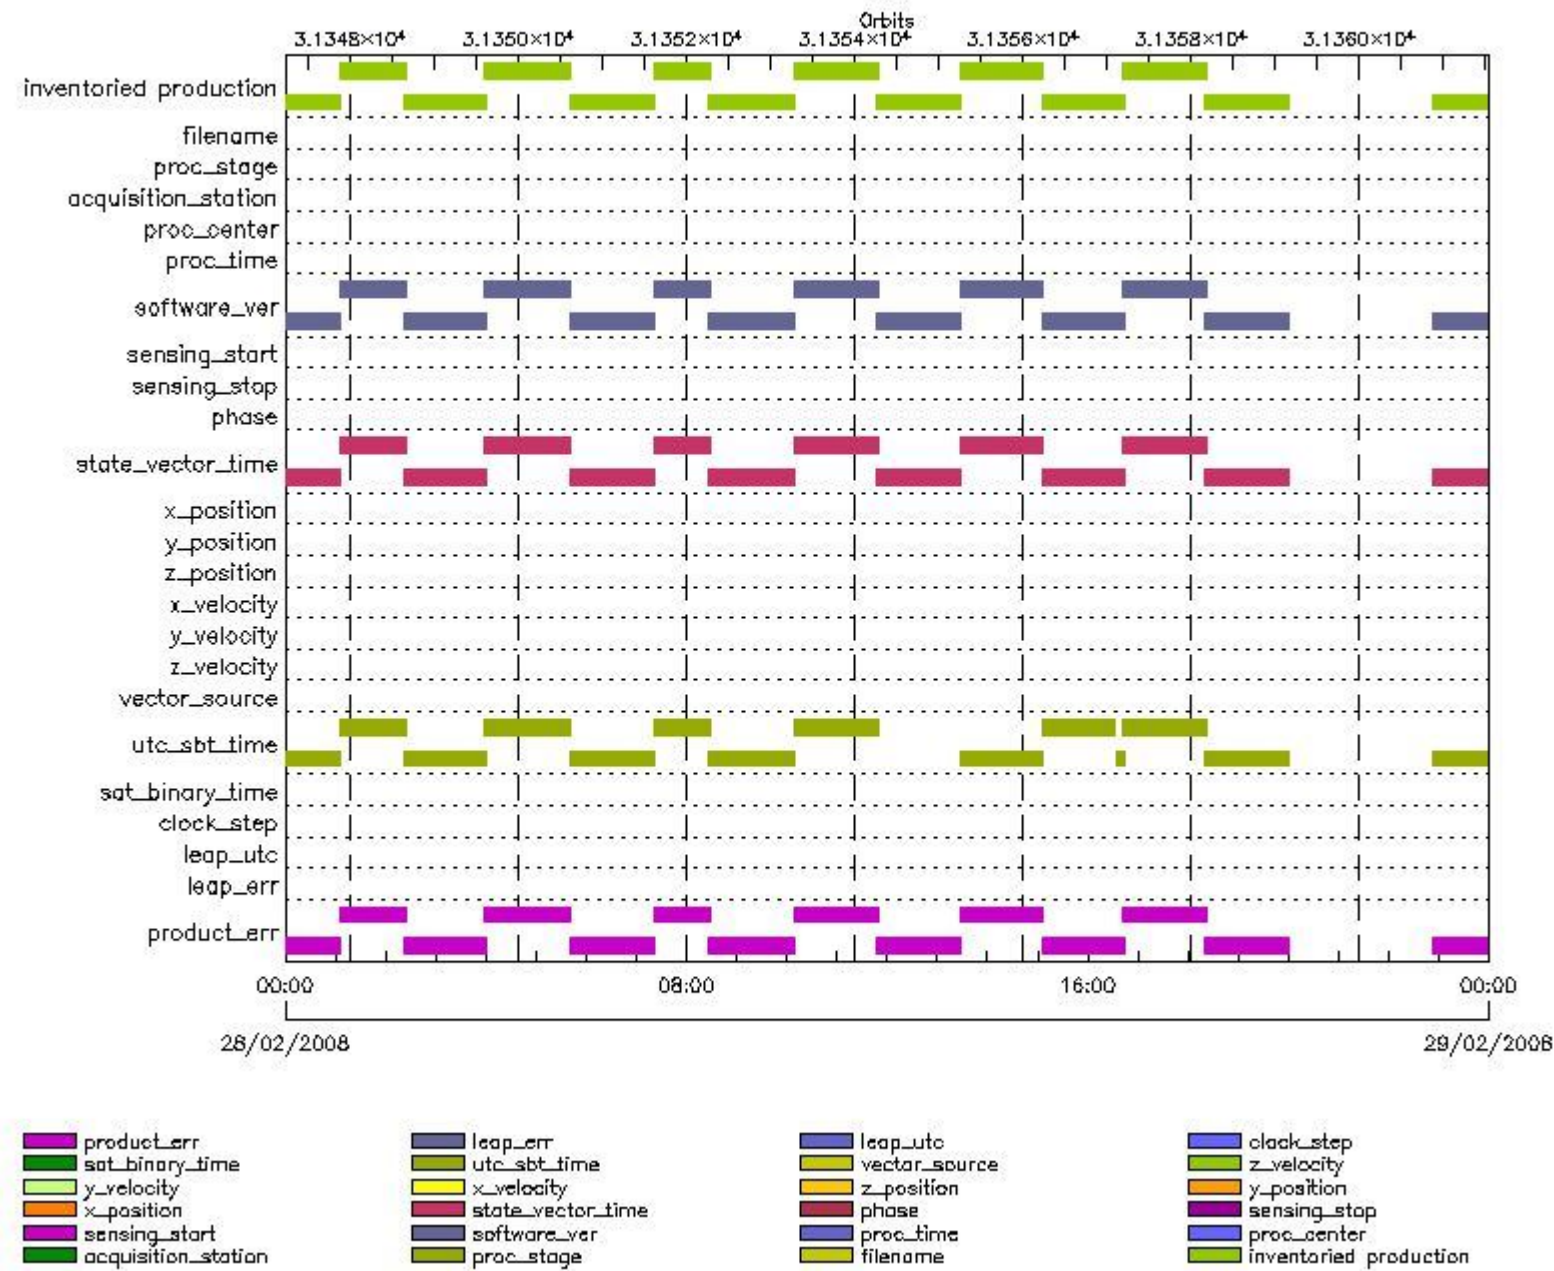 Orbits
3.1348×10⁴ 3.1350×10⁴ 3.1352×10⁴ 3.1354×10⁴ 3.1356×10⁴ 3.1358×10⁴ 3.1360×10⁴
inventoried production
filename
proc_stage
acquisition_station
proc_center
proc_time
software_ver
sensing_start
sensing_stop
phase
state_vector_time
x_position
y_position
z_position
x_velocity
y_velocity
z_velocity
vector_source
utc_sbt_time
sat_binary_time
clock_step
leap_utc
leap_err
product_err
00:00 08:00 16:00 00:00
28/02/2008 29/02/2008
product_err leap_err leap_utc clock_step
sat_binary_time utc_sbt_time vector_source z_velocity
y_velocity x_velocity z_position y_position
x_position state_vector_time phase sensing_stop
sensing_start software_ver proc_time proc_center
acquisition_station proc_stage filename inventoried production